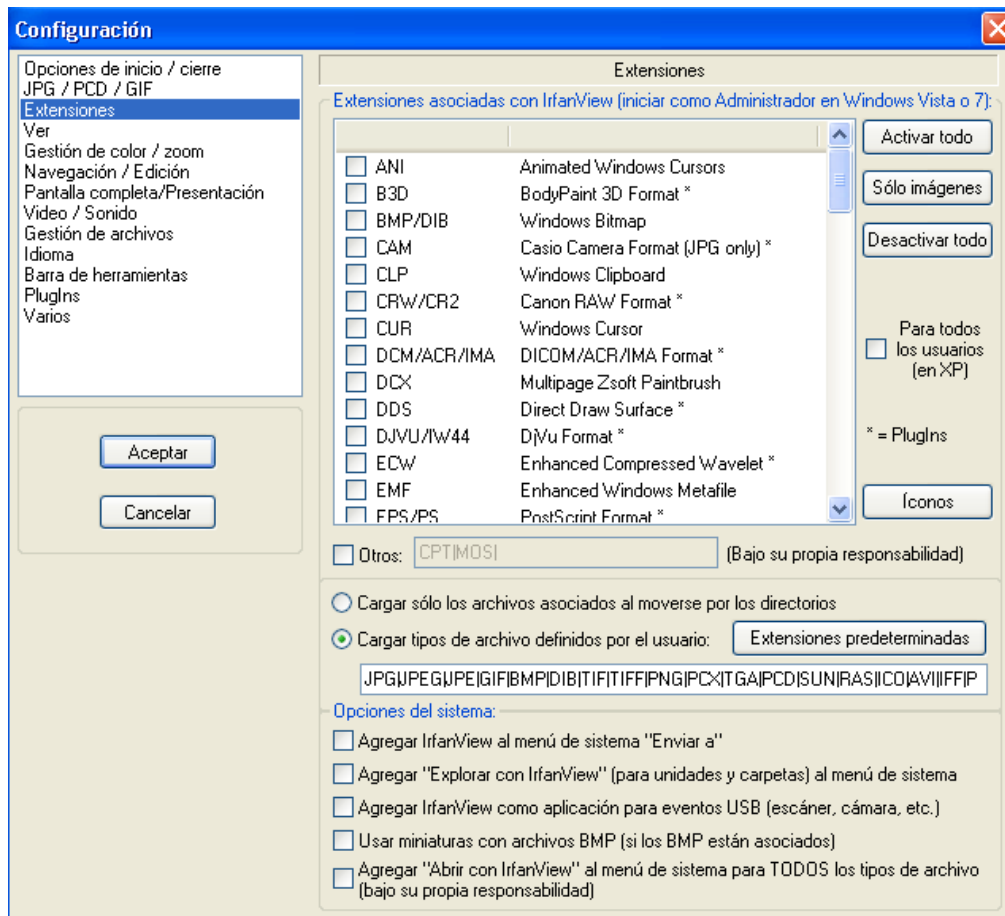 Configuración
Opciones de inicio / cierre
JPG / PCD / GIF
Extensiones
Ver
Gestión de color / zoom
Navegación / Edición
Pantalla completa/Presentación
Video / Sonido
Gestión de archivos
Idioma
Barra de herramientas
PlugIns
Varios
Aceptar
Cancelar
Extensiones
Extensiones asociadas con IrfanView (iniciar como Administrador en Windows Vista o 7):
ANI Animated Windows Cursors
B3D BodyPaint 3D Format *
BMP/DIB Windows Bitmap
CAM Casio Camera Format (JPG only) *
CLP Windows Clipboard
CRW/CR2 Canon RAW Format *
CUR Windows Cursor
DCM/ACR/IMA DICOM/ACR/IMA Format *
DCX Multipage Zsoft Paintbrush
DDS Direct Draw Surface *
DJVU/IW44 DjVu Format *
ECW Enhanced Compressed Wavelet *
EMF Enhanced Windows Metafile
EPS/PS PostScript Format *
Activar todo
Sólo imágenes
Desactivar todo
Para todos
los usuarios
(en XP)
* = PlugIns
Íconos
Otros: CPT|MOS| (Bajo su propia responsabilidad)
Cargar sólo los archivos asociados al moverse por los directorios
Cargar tipos de archivo definidos por el usuario: Extensiones predeterminadas
JPG|JPEG|JPE|GIF|BMP|DIB|TIF|TIFF|PNG|PCX|TGA|PCD|SUN|RAS|ICO|AVI|IFF|P
Opciones del sistema:
Agregar IrfanView al menú de sistema "Enviar a"
Agregar "Explorar con IrfanView" (para unidades y carpetas) al menú de sistema
Agregar IrfanView como aplicación para eventos USB (escáner, cámara, etc.)
Usar miniaturas con archivos BMP (si los BMP están asociados)
Agregar "Abrir con IrfanView" al menú de sistema para TODOS los tipos de archivo
(bajo su propia responsabilidad)